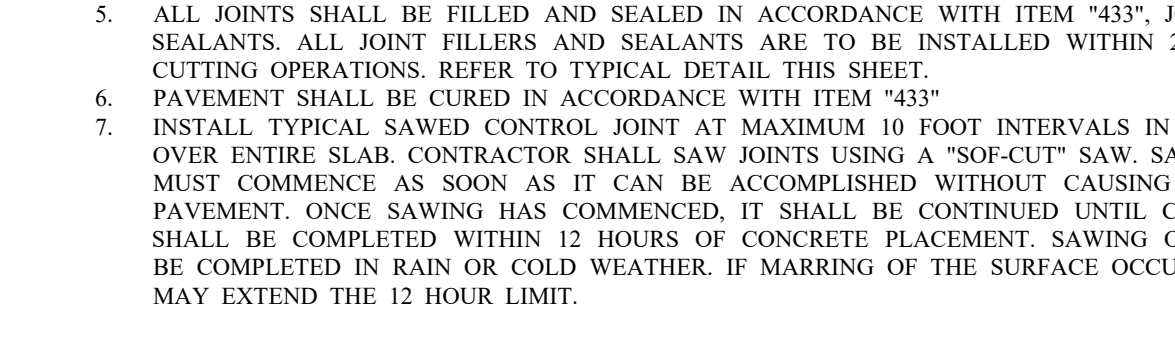 5. ALL JOINTS SHALL BE FILLED AND SEALED IN ACCORDANCE WITH ITEM "433",
SEALANTS. ALL JOINT FILLERS AND SEALANTS ARE TO BE INSTALLED WITHIN
CUTTING OPERATIONS. REFER TO TYPICAL DETAIL THIS SHEET.
6. PAVEMENT SHALL BE CURED IN ACCORDANCE WITH ITEM "433"
7. INSTALL TYPICAL SAWED CONTROL JOINT AT MAXIMUM 10 FOOT INTERVALS IN
OVER ENTIRE SLAB. CONTRACTOR SHALL SAW JOINTS USING A "SOF-CUT" SAW.
MUST COMMENCE AS SOON AS IT CAN BE ACCOMPLISHED WITHOUT CAUSING
PAVEMENT. ONCE SAWING HAS COMMENCED, IT SHALL BE CONTINUED UNTIL
SHALL BE COMPLETED WITHIN 12 HOURS OF CONCRETE PLACEMENT. SAWING
BE COMPLETED IN RAIN OR COLD WEATHER. IF MARRING OF THE SURFACE
MAY EXTEND THE 12 HOUR LIMIT.